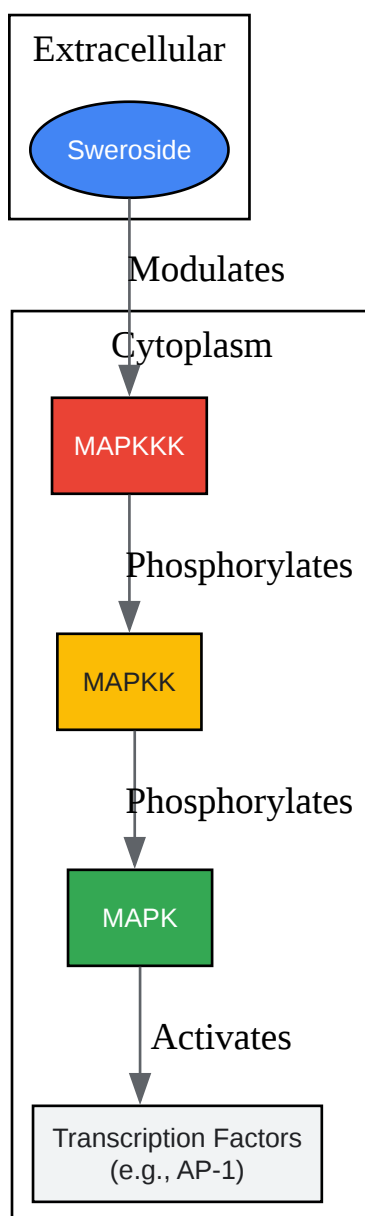 Extracellular
Sweroside
Modulates
Cytoplasm
MAPKKK
Phosphorylates
MAPKK
Phosphorylates
MAPK
Activates
Transcription Factors
(e.g., AP-1)